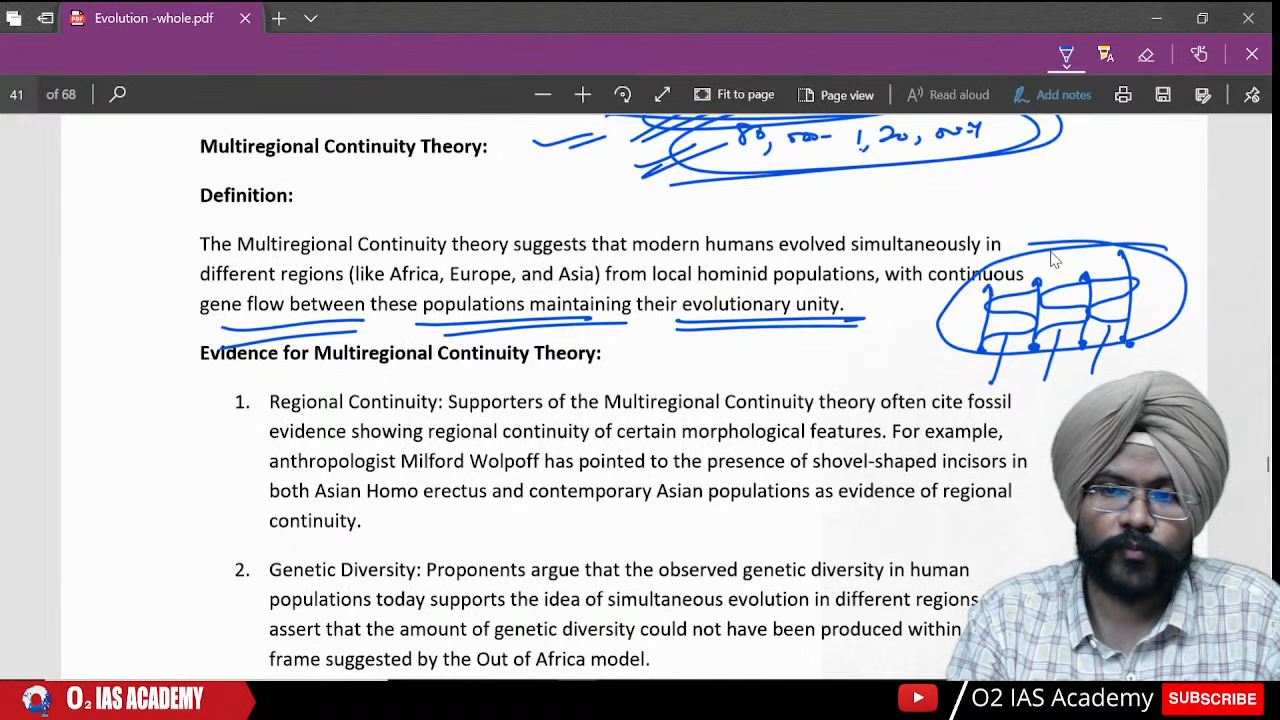 Evolution -whole.pdf
41 of 68
Fit to page
Page view
Read aloud
Add notes
80, 000- 1, 20, 000 y
Multiregional Continuity Theory:
Definition:
The Multiregional Continuity theory suggests that modern humans evolved simultaneously in
different regions (like Africa, Europe, and Asia) from local hominid populations, with continuous
gene flow between these populations maintaining their evolutionary unity.
Evidence for Multiregional Continuity Theory:
1. Regional Continuity: Supporters of the Multiregional Continuity theory often cite fossil
evidence showing regional continuity of certain morphological features. For example,
anthropologist Milford Wolpoff has pointed to the presence of shovel-shaped incisors in
both Asian Homo erectus and contemporary Asian populations as evidence of regional
continuity.
2. Genetic Diversity: Proponents argue that the observed genetic diversity in human
populations today supports the idea of simultaneous evolution in different regions
assert that the amount of genetic diversity could not have been produced within
frame suggested by the Out of Africa model.
O2 IAS ACADEMY
O2 IAS Academy
SUBSCRIBE